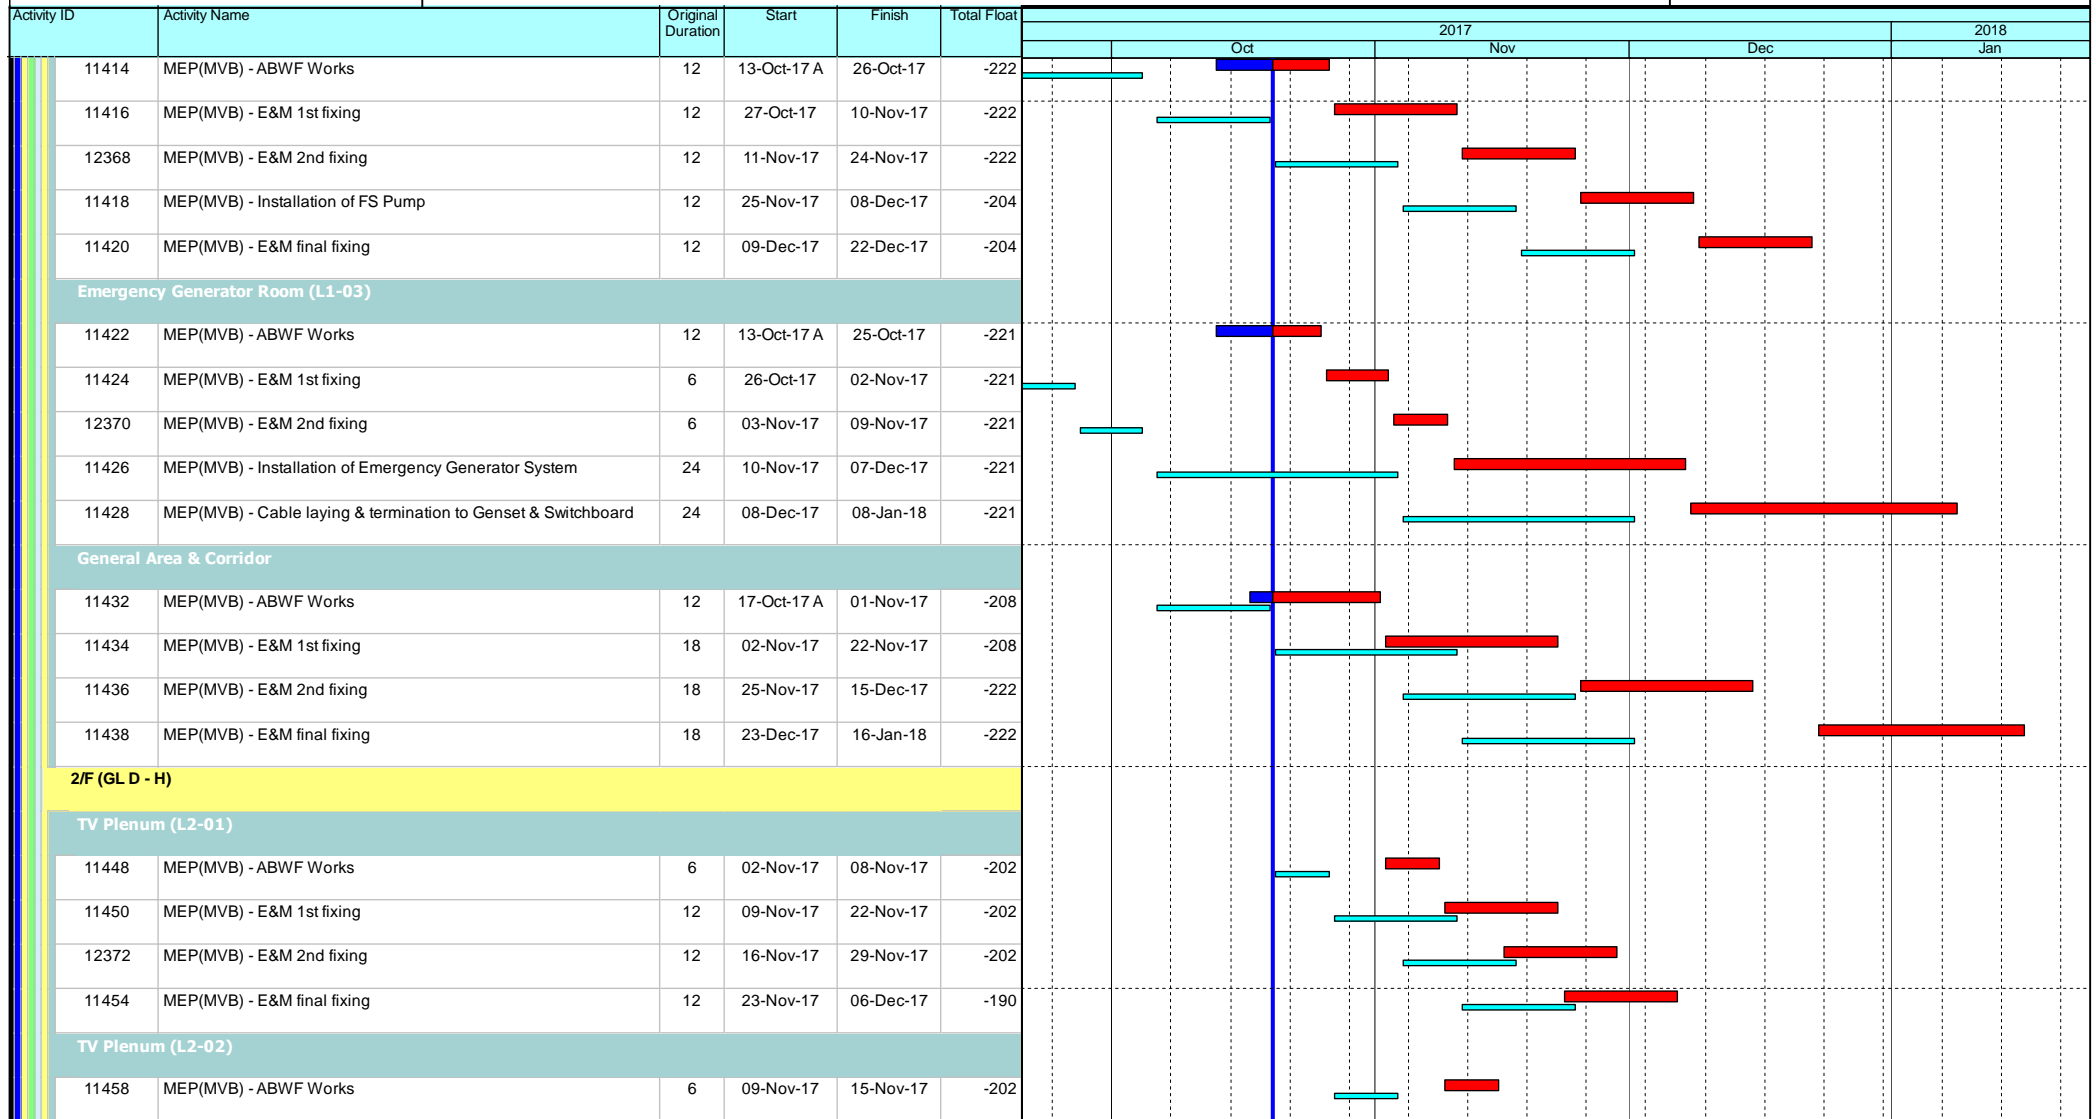 Activity ID Activity Name Original Duration Start Finish Total Float
2017 2018
Oct Nov Dec Jan
11414 MEP(MVB) - ABWF Works 12 13-Oct-17 A 26-Oct-17 -222
11416 MEP(MVB) - E&M 1st fixing 12 27-Oct-17 10-Nov-17 -222
12368 MEP(MVB) - E&M 2nd fixing 12 11-Nov-17 24-Nov-17 -222
11418 MEP(MVB) - Installation of FS Pump 12 25-Nov-17 08-Dec-17 -204
11420 MEP(MVB) - E&M final fixing 12 09-Dec-17 22-Dec-17 -204
Emergency Generator Room (L1-03)
11422 MEP(MVB) - ABWF Works 12 13-Oct-17 A 25-Oct-17 -221
11424 MEP(MVB) - E&M 1st fixing 6 26-Oct-17 02-Nov-17 -221
12370 MEP(MVB) - E&M 2nd fixing 6 03-Nov-17 09-Nov-17 -221
11426 MEP(MVB) - Installation of Emergency Generator System 24 10-Nov-17 07-Dec-17 -221
11428 MEP(MVB) - Cable laying & termination to Genset & Switchboard 24 08-Dec-17 08-Jan-18 -221
General Area & Corridor
11432 MEP(MVB) - ABWF Works 12 17-Oct-17 A 01-Nov-17 -208
11434 MEP(MVB) - E&M 1st fixing 18 02-Nov-17 22-Nov-17 -208
11436 MEP(MVB) - E&M 2nd fixing 18 25-Nov-17 15-Dec-17 -222
11438 MEP(MVB) - E&M final fixing 18 23-Dec-17 16-Jan-18 -222
2/F (GL D - H)
TV Plenum (L2-01)
11448 MEP(MVB) - ABWF Works 6 02-Nov-17 08-Nov-17 -202
11450 MEP(MVB) - E&M 1st fixing 12 09-Nov-17 22-Nov-17 -202
12372 MEP(MVB) - E&M 2nd fixing 12 16-Nov-17 29-Nov-17 -202
11454 MEP(MVB) - E&M final fixing 12 23-Nov-17 06-Dec-17 -190
TV Plenum (L2-02)
11458 MEP(MVB) - ABWF Works 6 09-Nov-17 15-Nov-17 -202